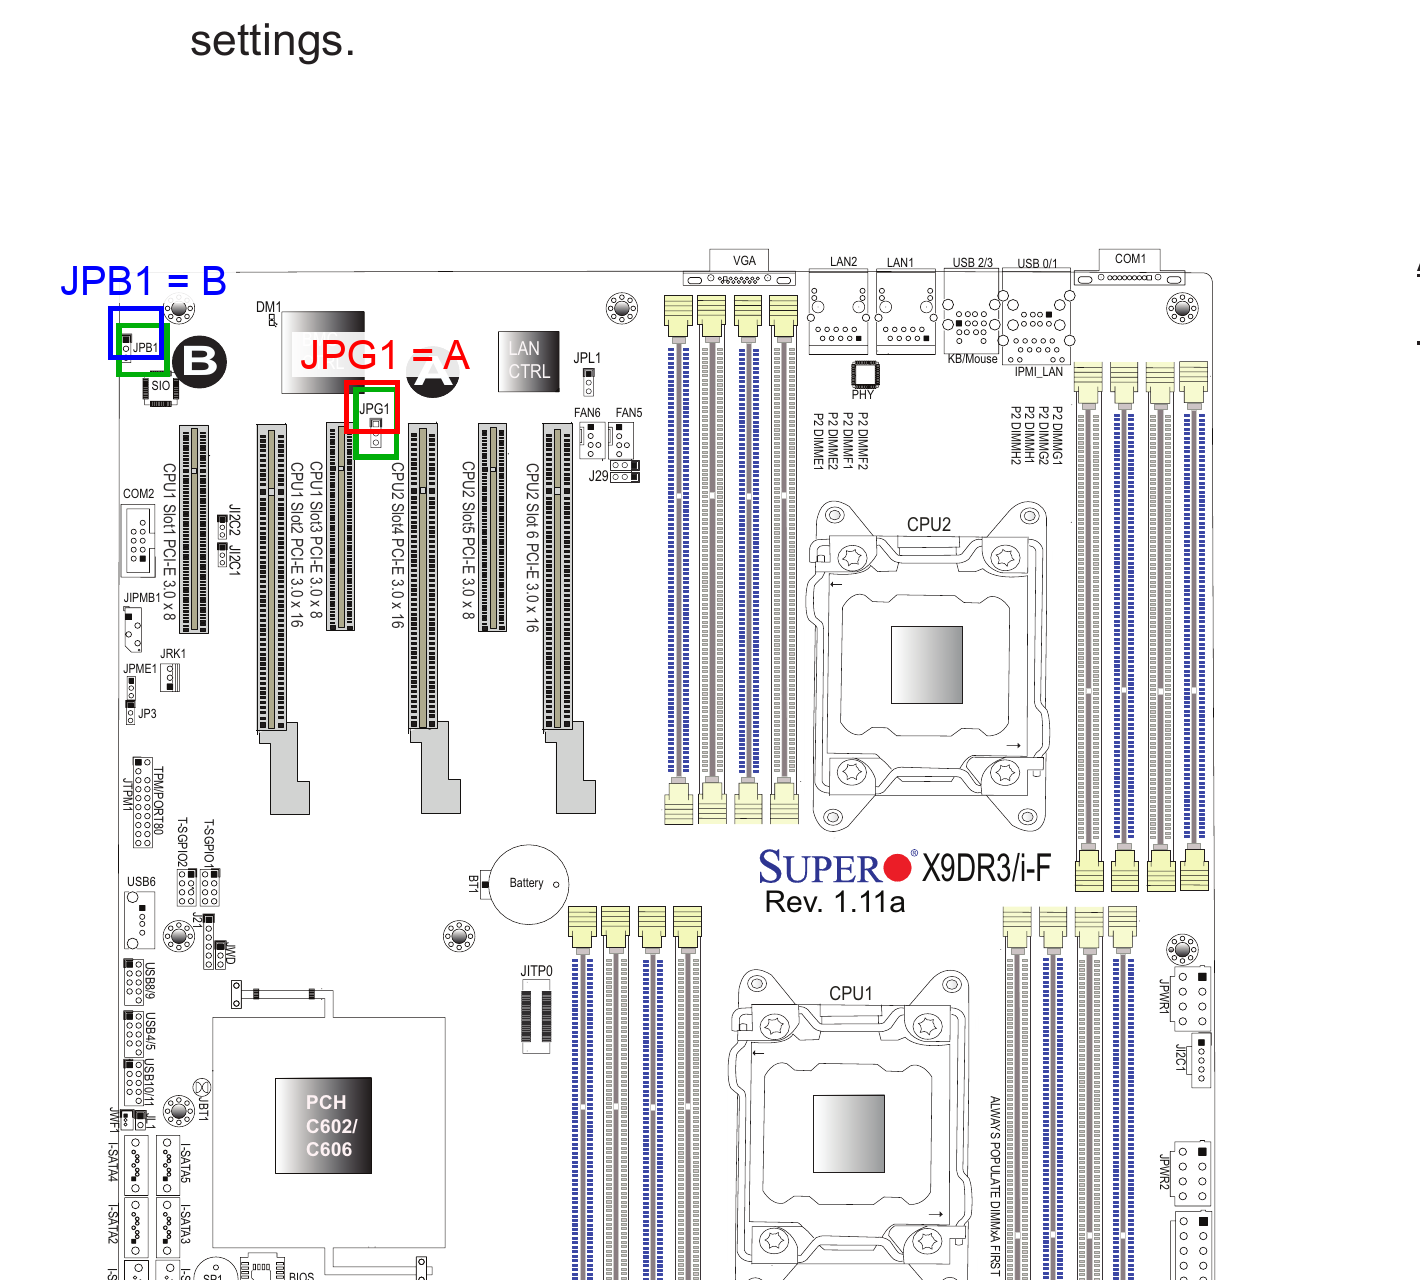 settings.
JPB1 = B
JPB1
B
SIO
DM1
JPG1 = A
A
JPG1
LAN
CTRL
JPL1
FAN6
FAN5
J29
VGA
LAN2
LAN1
USB 2/3
USB 0/1
COM1
KB/Mouse
IPMI_LAN
PHY
P2 DIMME1
P2 DIMME2
P2 DIMMF1
P2 DIMMF2
P2 DIMMH2
P2 DIMMH1
P2 DIMMG2
P2 DIMMG1
COM2
CPU1 Slot1 PCI-E 3.0 x 8
JI2C2
JI2C1
CPU1 Slot2 PCI-E 3.0 x 16
CPU1 Slot3 PCI-E 3.0 x 8
CPU2 Slot4 PCI-E 3.0 x 16
CPU2 Slot5 PCI-E 3.0 x 8
CPU2 Slot 6 PCI-E 3.0 x 16
CPU2
JIPMB1
JRK1
JPME1
JP3
TPM/PORT80
JTPM1
T-SGPIO2
T-SGPIO1
USB6
J21
JWD
BT1
Battery
SUPER® X9DR3/i-F
Rev. 1.11a
JITP0
CPU1
USB8/9
USB4/5
USB10/11
JBT1
JWF1
JL1
PCH
C602/
C606
I-SATA4
I-SATA5
I-SATA2
I-SATA3
SP1
BIOS
JPWR1
JI2C1
JPWR2
ALWAYS POPULATE DIMMxA FIRST